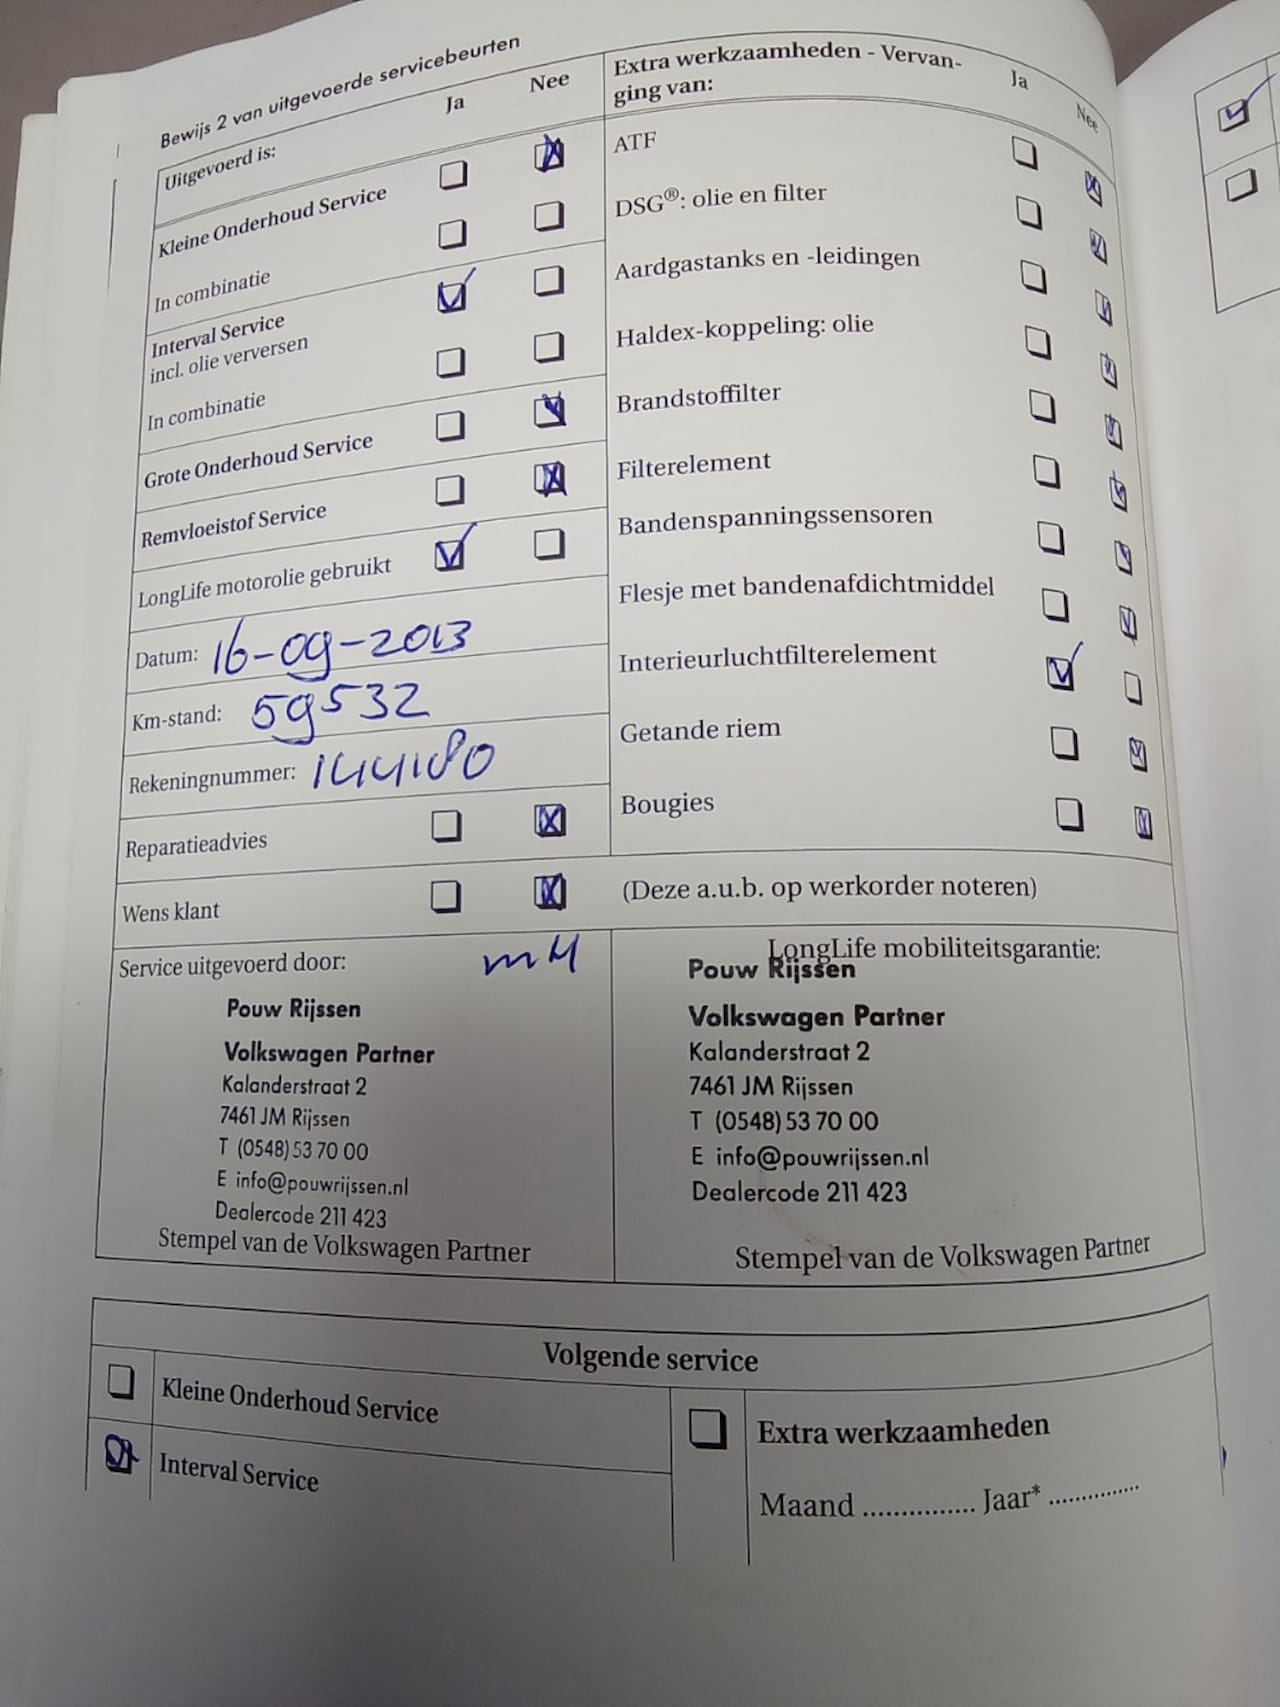 Bewijs 2 van uitgevoerde servicebeurten
Uitgevoerd is:
Ja
Nee
Kleine Onderhoud Service
In combinatie
Interval Service
incl. olie verversen
In combinatie
Grote Onderhoud Service
Remvloeistof Service
LongLife motorolie gebruikt
Datum: 16-09-2013
Km-stand: 59532
Rekeningnummer: 144180
Reparatieadvies
Wens klant
Extra werkzaamheden - Vervan-
ging van:
Ja
Nee
ATF
DSG®: olie en filter
Aardgastanks en -leidingen
Haldex-koppeling: olie
Brandstoffilter
Filterelement
Bandenspanningssensoren
Flesje met bandenafdichtmiddel
Interieurluchtfilterelement
Getande riem
Bougies
(Deze a.u.b. op werkorder noteren)
Service uitgevoerd door: mH
Pouw Rijssen
Volkswagen Partner
Kalanderstraat 2
7461 JM Rijssen
T (0548) 53 70 00
E info@pouwrijssen.nl
Dealercode 211 423
Stempel van de Volkswagen Partner
LongLife mobiliteitsgarantie:
Pouw Rijssen
Volkswagen Partner
Kalanderstraat 2
7461 JM Rijssen
T (0548) 53 70 00
E info@pouwrijssen.nl
Dealercode 211 423
Stempel van de Volkswagen Partner
Volgende service
Kleine Onderhoud Service
Interval Service
Extra werkzaamheden
Maand ............... Jaar* ...............